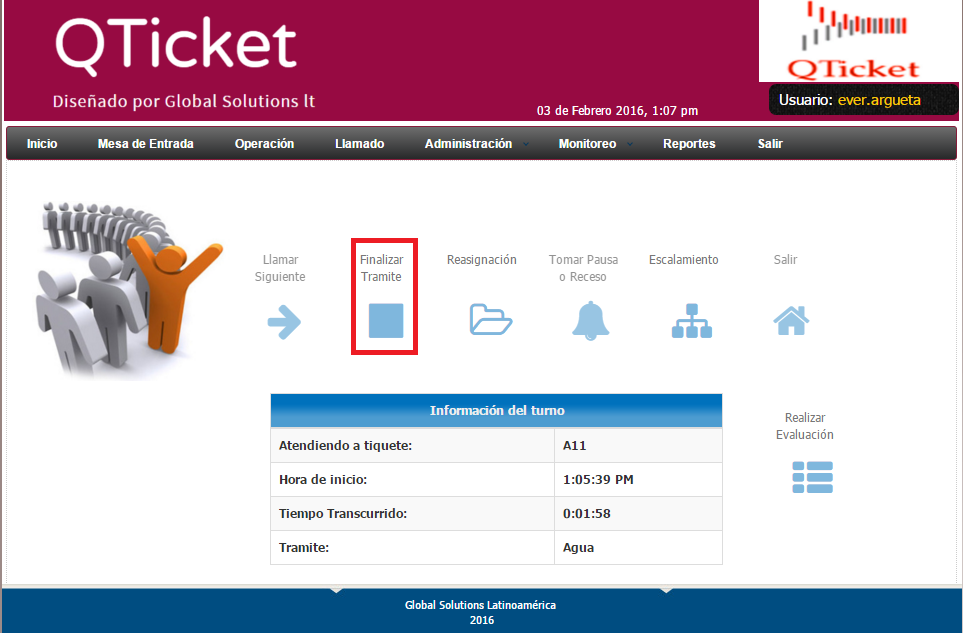 QTicket
Diseñado por Global Solutions lt
QTicket
03 de Febrero 2016, 1:07 pm
Usuario: ever.argueta
Inicio Mesa de Entrada Operación Llamado Administración Monitoreo Reportes Salir
Llamar
Siguiente
Finalizar
Tramite
Reasignación
Tomar Pausa
o Receso
Escalamiento
Salir
Información del turno
Atendiendo a tiquete: A11
Hora de inicio: 1:05:39 PM
Tiempo Transcurrido: 0:01:58
Tramite: Agua
Realizar
Evaluación
Global Solutions Latinoamérica
2016